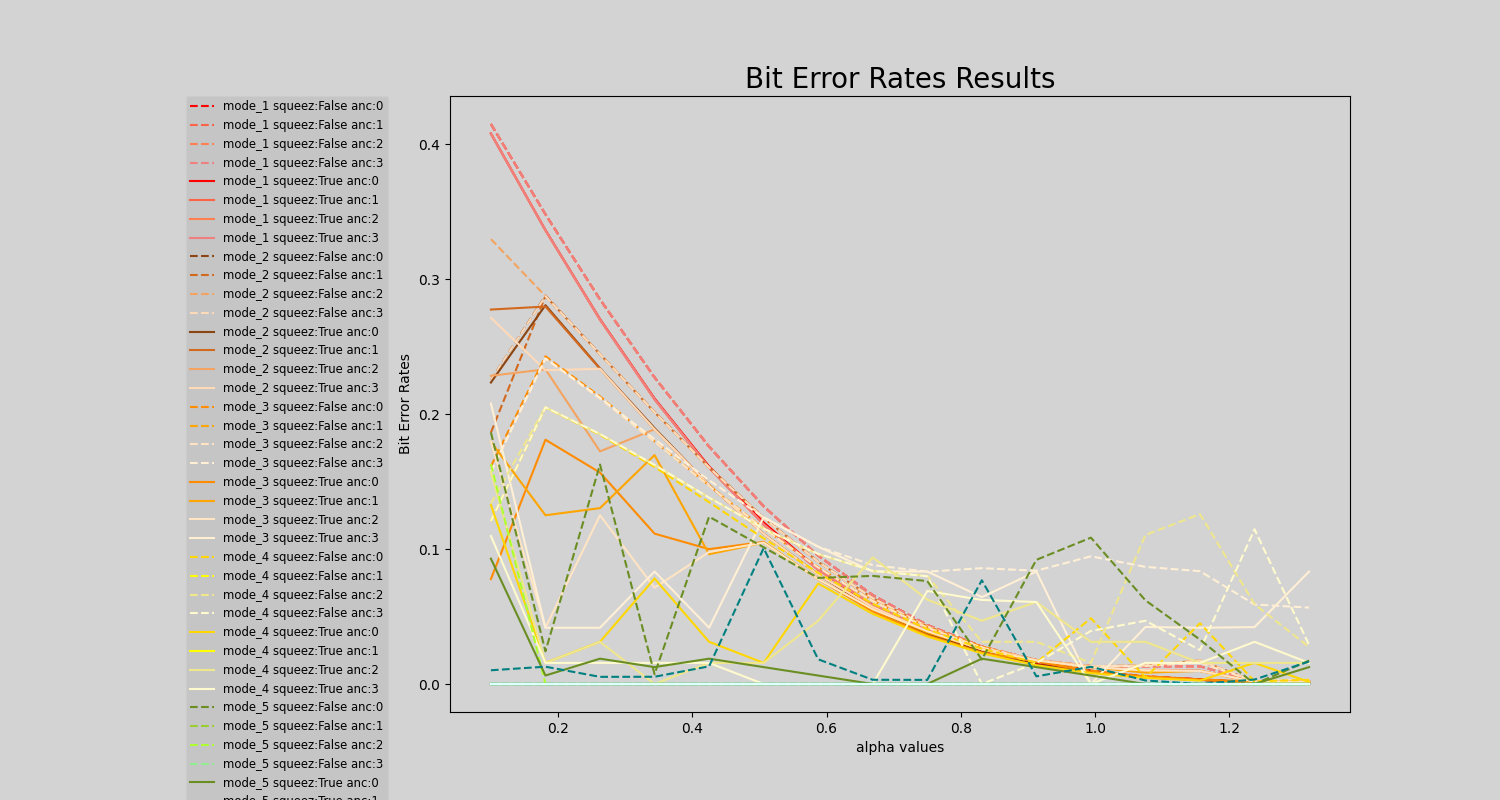 Bit Error Rates Results
mode_1 squeez:False anc:0
mode_1 squeez:False anc:1
mode_1 squeez:False anc:2
mode_1 squeez:False anc:3
mode_1 squeez:True anc:0
mode_1 squeez:True anc:1
mode_1 squeez:True anc:2
mode_1 squeez:True anc:3
mode_2 squeez:False anc:0
mode_2 squeez:False anc:1
mode_2 squeez:False anc:2
mode_2 squeez:False anc:3
mode_2 squeez:True anc:0
mode_2 squeez:True anc:1
mode_2 squeez:True anc:2
mode_2 squeez:True anc:3
mode_3 squeez:False anc:0
mode_3 squeez:False anc:1
mode_3 squeez:False anc:2
mode_3 squeez:False anc:3
mode_3 squeez:True anc:0
mode_3 squeez:True anc:1
mode_3 squeez:True anc:2
mode_3 squeez:True anc:3
mode_4 squeez:False anc:0
mode_4 squeez:False anc:1
mode_4 squeez:False anc:2
mode_4 squeez:False anc:3
mode_4 squeez:True anc:0
mode_4 squeez:True anc:1
mode_4 squeez:True anc:2
mode_4 squeez:True anc:3
mode_5 squeez:False anc:0
mode_5 squeez:False anc:1
mode_5 squeez:False anc:2
mode_5 squeez:False anc:3
mode_5 squeez:True anc:0
mode_5 squeez:True anc:1
Bit Error Rates
0.4
0.3
0.2
0.1
0.0
0.2 0.4 0.6 0.8 1.0 1.2
alpha values